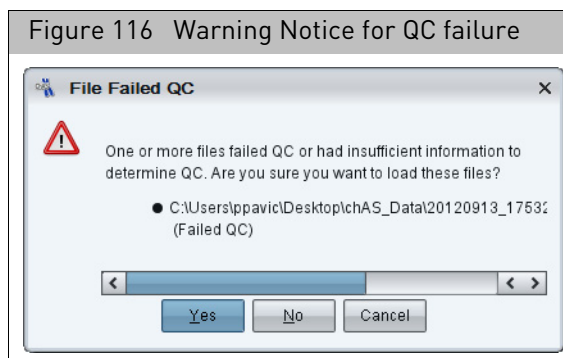 Figure 116 Warning Notice for QC failure
File Failed QC
One or more files failed QC or had insufficient information to
determine QC. Are you sure you want to load these files?
● C:\Users\ppavic\Desktop\chAS_Data\20120913_17532
(Failed QC)
Yes No Cancel